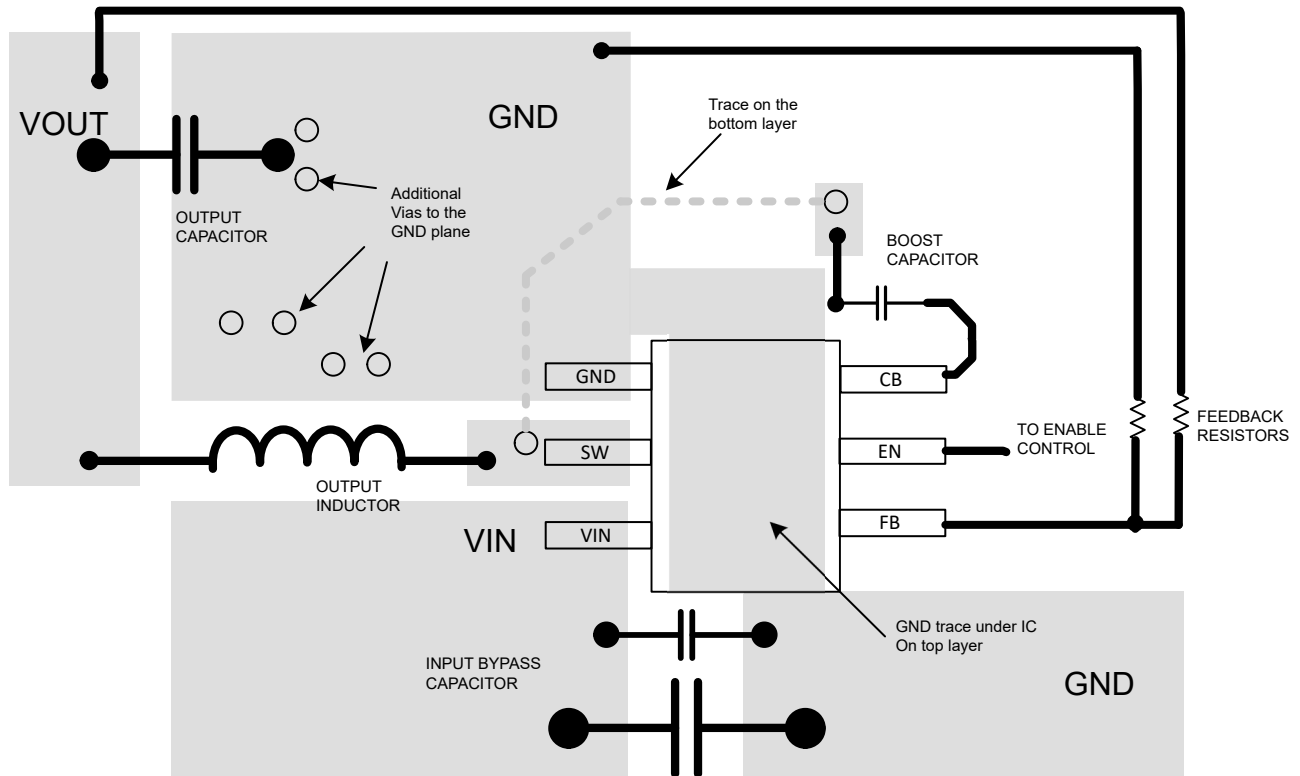 VOUT
GND
Trace on the
bottom layer
OUTPUT
CAPACITOR
Additional
Vias to the
GND plane
BOOST
CAPACITOR
GND
CB
TO ENABLE
CONTROL
FEEDBACK
RESISTORS
SW
EN
OUTPUT
INDUCTOR
VIN
VIN
FB
GND trace under IC
On top layer
INPUT BYPASS
CAPACITOR
GND